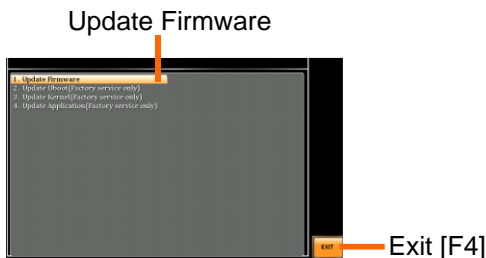 Update Firmware
1. Update Firmware
2. Update Uboot(Factory service only)
3. Update Kernel(Factory service only)
4. Update Application(Factory service only)
EXIT
Exit [F4]